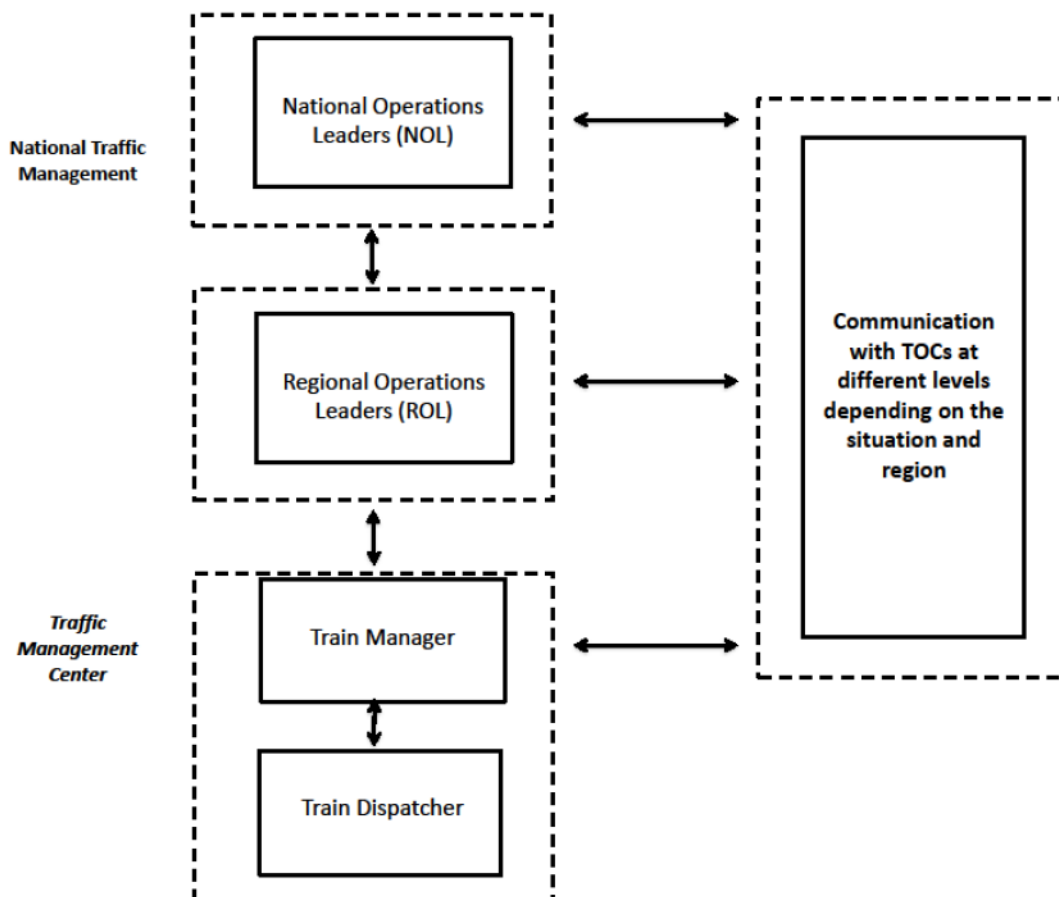 National Operations
Leaders (NOL)
National Traffic
Management
Regional Operations
Leaders (ROL)
Communication
with TOCs at
different levels
depending on the
situation and
region
Traffic
Management
Center
Train Manager
Train Dispatcher